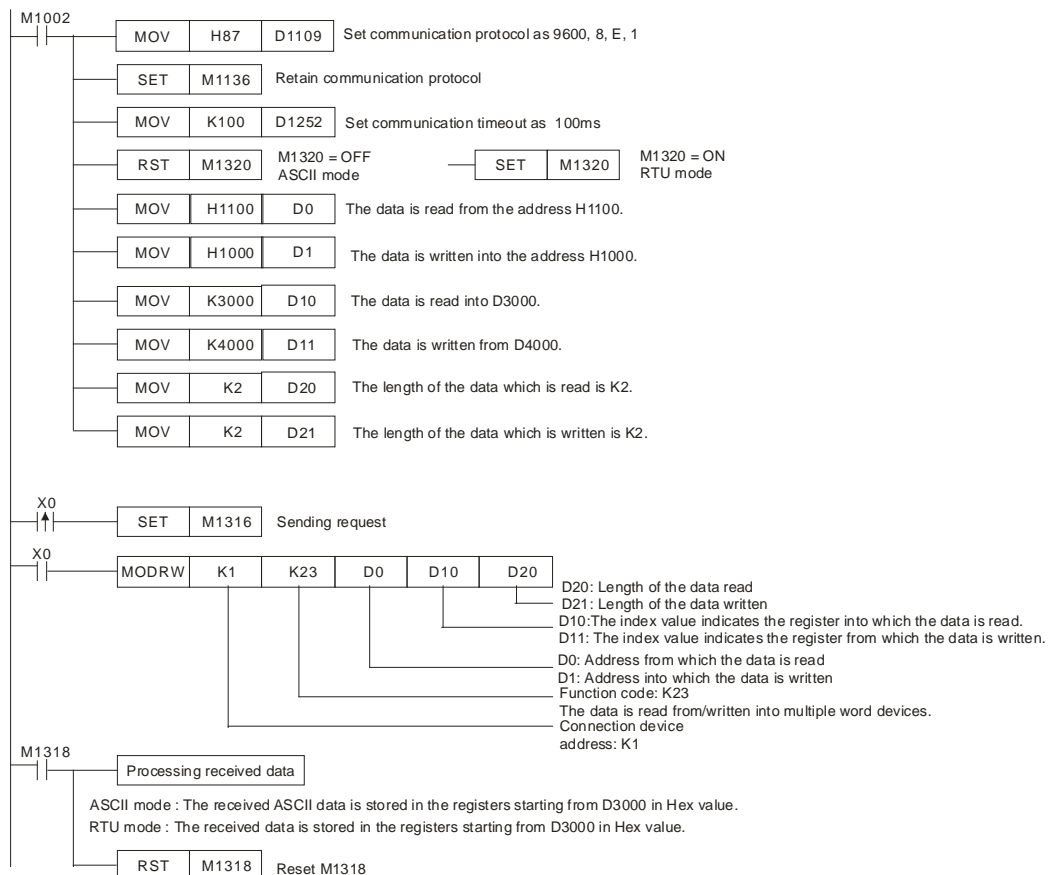 M1002
MOV H87 D1109 Set communication protocol as 9600, 8, E, 1
SET M1136 Retain communication protocol
MOV K100 D1252 Set communication timeout as 100ms
RST M1320 M1320 = OFF
ASCII mode
SET M1320 M1320 = ON
RTU mode
MOV H1100 D0 The data is read from the address H1100.
MOV H1000 D1 The data is written into the address H1000.
MOV K3000 D10 The data is read into D3000.
MOV K4000 D11 The data is written from D4000.
MOV K2 D20 The length of the data which is read is K2.
MOV K2 D21 The length of the data which is written is K2.
X0
SET M1316 Sending request
X0
MODRW K1 K23 D0 D10 D20
D20: Length of the data read
D21: Length of the data written
D10:The index value indicates the register into which the data is read.
D11: The index value indicates the register from which the data is written.
D0: Address from which the data is read
D1: Address into which the data is written
Function code: K23
The data is read from/written into multiple word devices.
Connection device
address: K1
M1318
Processing received data
ASCII mode : The received ASCII data is stored in the registers starting from D3000 in Hex value.
RTU mode : The received data is stored in the registers starting from D3000 in Hex value.
RST M1318 Reset M1318